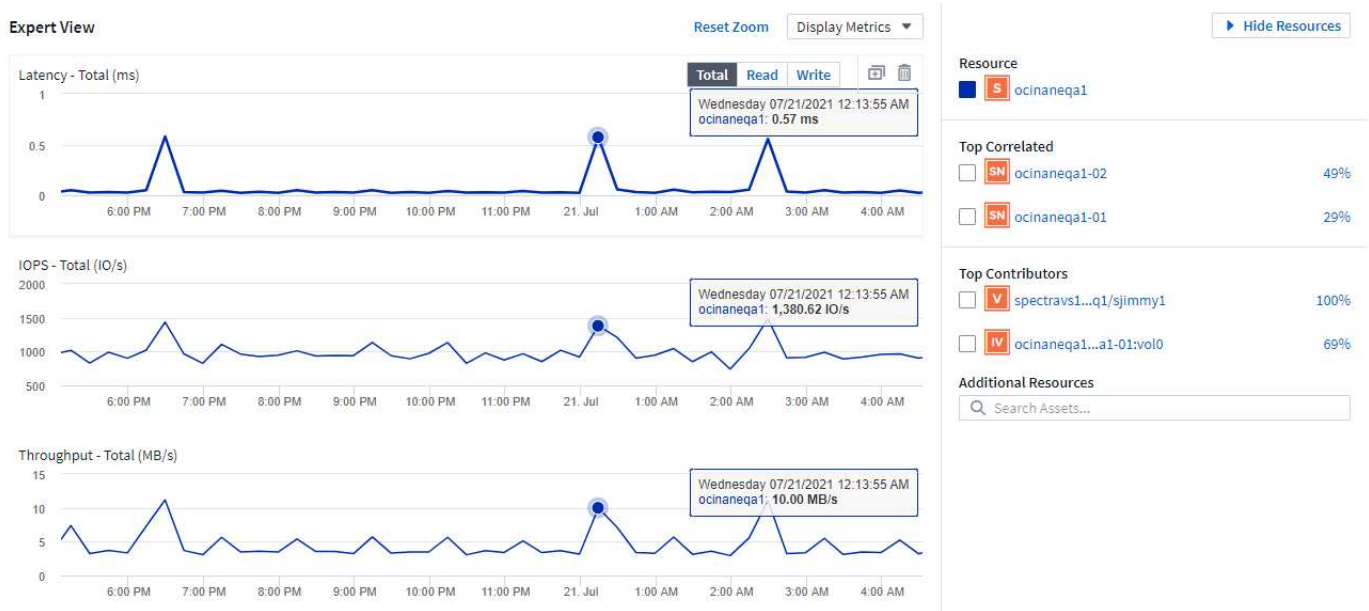 Expert View
Reset Zoom
Display Metrics
Hide Resources
Latency - Total (ms)
Total
Read
Write
Wednesday 07/21/2021 12:13:55 AM
ocinaneqa1: 0.57 ms
1
0.5
0
6:00 PM 7:00 PM 8:00 PM 9:00 PM 10:00 PM 11:00 PM 21. Jul 1:00 AM 2:00 AM 3:00 AM 4:00 AM
IOPS - Total (IO/s)
Wednesday 07/21/2021 12:13:55 AM
ocinaneqa1: 1,380.62 IO/s
2000
1500
1000
500
6:00 PM 7:00 PM 8:00 PM 9:00 PM 10:00 PM 11:00 PM 21. Jul 1:00 AM 2:00 AM 3:00 AM 4:00 AM
Throughput - Total (MB/s)
Wednesday 07/21/2021 12:13:55 AM
ocinaneqa1: 10.00 MB/s
15
10
5
0
6:00 PM 7:00 PM 8:00 PM 9:00 PM 10:00 PM 11:00 PM 21. Jul 1:00 AM 2:00 AM 3:00 AM 4:00 AM
Resource
S ocinaneqa1
Top Correlated
SN ocinaneqa1-02 49%
SN ocinaneqa1-01 29%
Top Contributors
V spectravs1...q1/sjimmy1 100%
IV ocinaneqa1...a1-01:vol0 69%
Additional Resources
Search Assets...